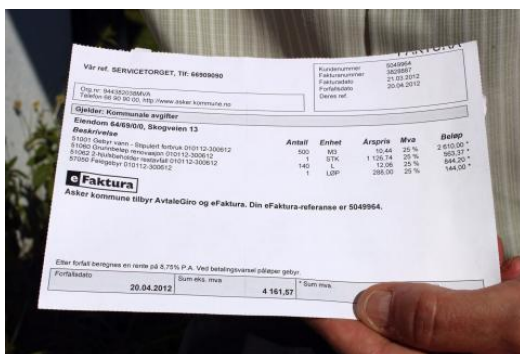 FAKTURA
Vår ref. SERVICETORGET, Tlf: 66909090
Kundenummer 5049964
Fakturanummer 3828867
Fakturadato 21.03.2012
Forfallsdato 20.04.2012
Deres ref.
Org.nr: 944382038MVA
Telefon 66 90 90 00, http://www.asker.kommune.no
Gjelder: Kommunale avgifter
Eiendom 64/69/0/0, Skogveien 13
Beskrivelse Antall Enhet Årspris Mva Beløp
51001 Gebyr vann - Stipulert forbruk 010112-300612 500 M3 10,44 25 % 2 610,00 *
51060 Grunnbeløp renovasjon 010112-300612 1 STK 1 126,74 25 % 563,37 *
51062 2-hjulsbeholder restavfall 010112-300612 140 L 12,06 25 % 844,20 *
57050 Feiegebyr 010112-300612 1 LØP 288,00 25 % 144,00 *
eFaktura
Asker kommune tilbyr AvtaleGiro og eFaktura. Din eFaktura-referanse er 5049964.
Etter forfall beregnes en rente på 8,75% P.A. Ved betalingsvarsel påløper gebyr.
Forfallsdato Sum eks. mva * Sum mva
20.04.2012 4 161,57